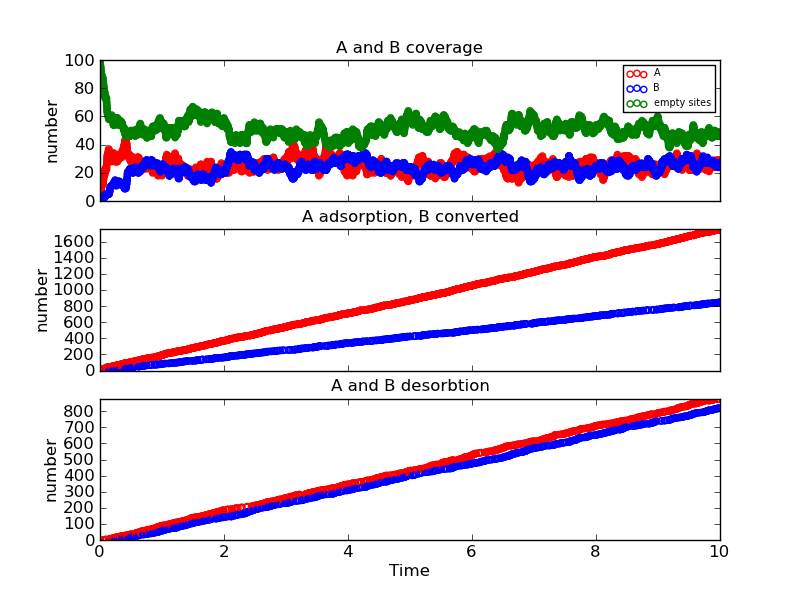 A and B coverage
number
100
80
60
40
20
0
A
B
empty sites
A adsorption, B converted
number
1600
1400
1200
1000
800
600
400
200
0
A and B desorbtion
number
800
700
600
500
400
300
200
100
0
0 2 4 6 8 10
Time